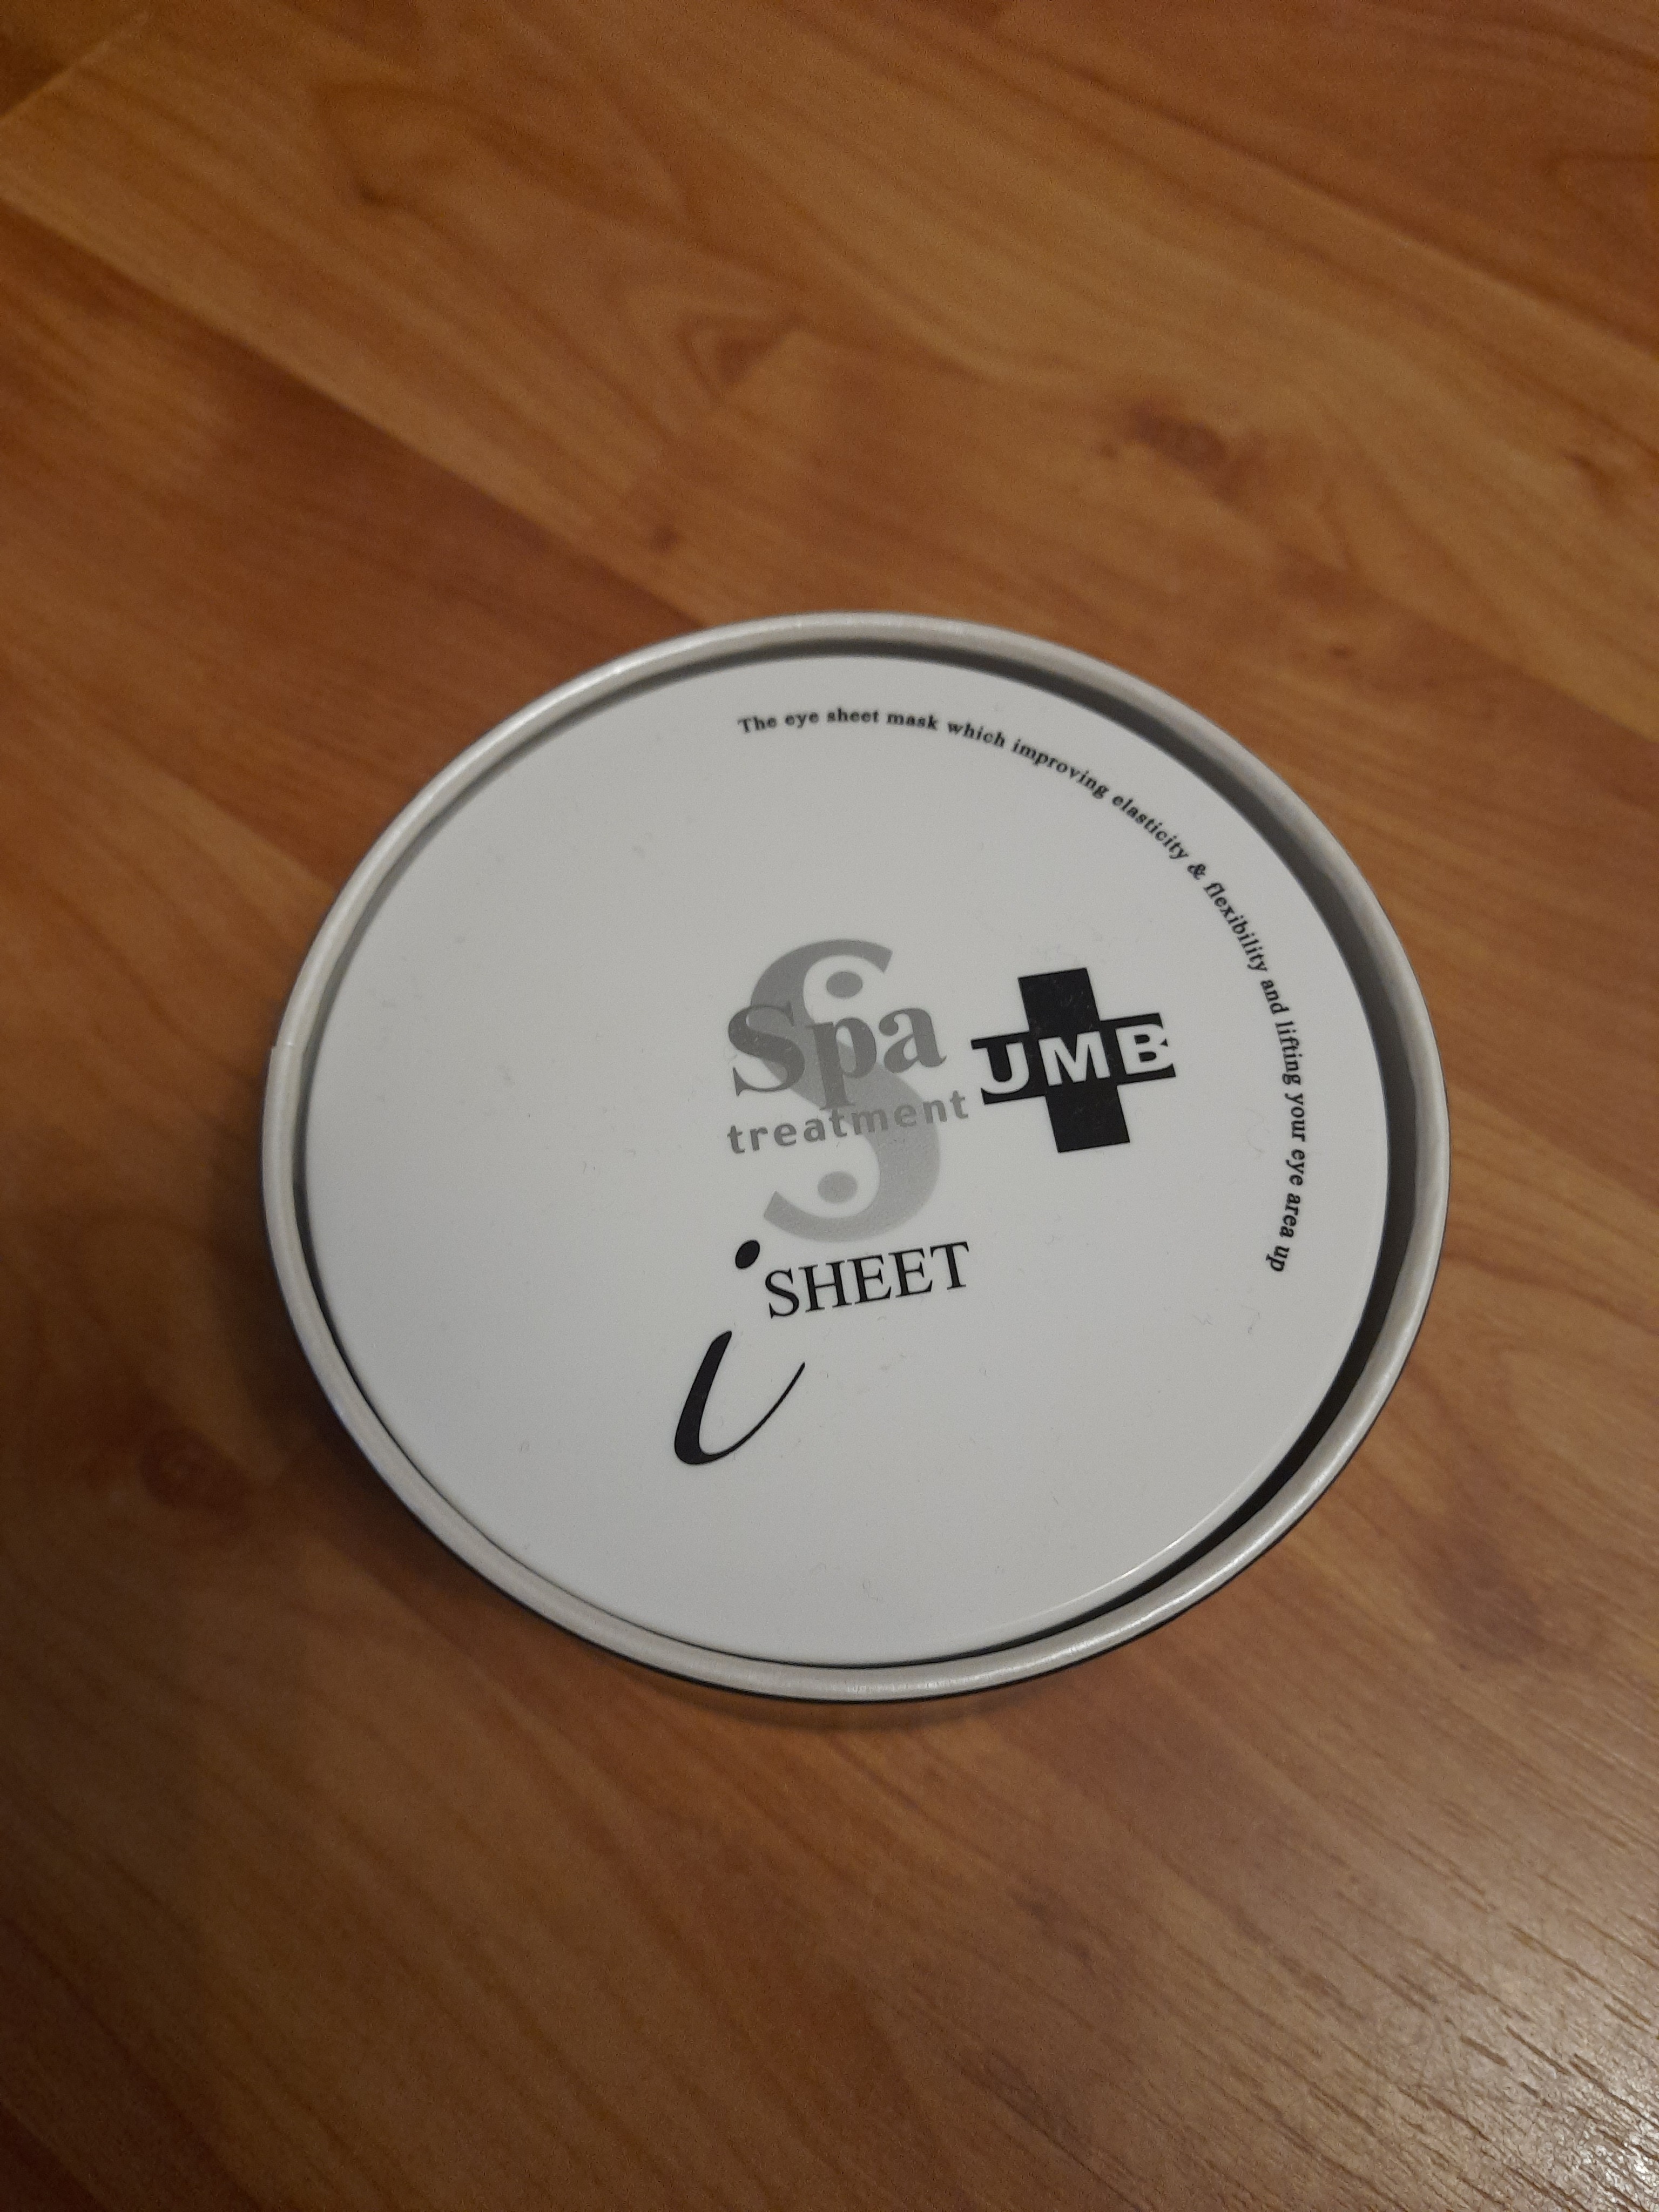 The eye sheet mask which improving elasticity & flexibility and lifting your eye area up
S
Spa
treatment
UMB
i SHEET